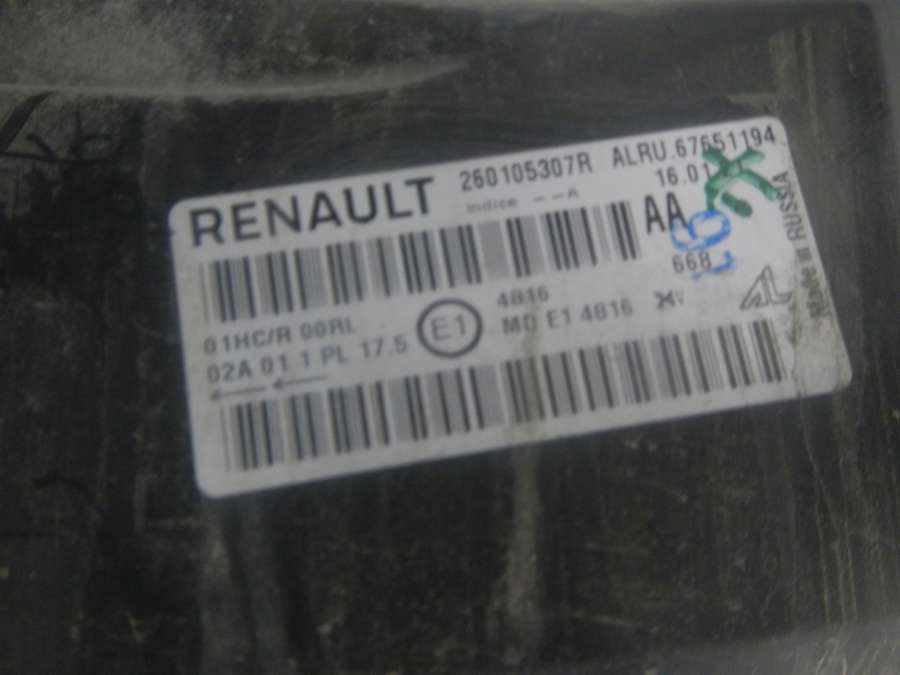 RENAULT 260105307R ALRU.67651194
Indice --A 16.01
AA
668
01HC/R 00RL E1 4816
02A 01 1 PL 17.5 MD E1 4816
AL
Made in RUSSIA